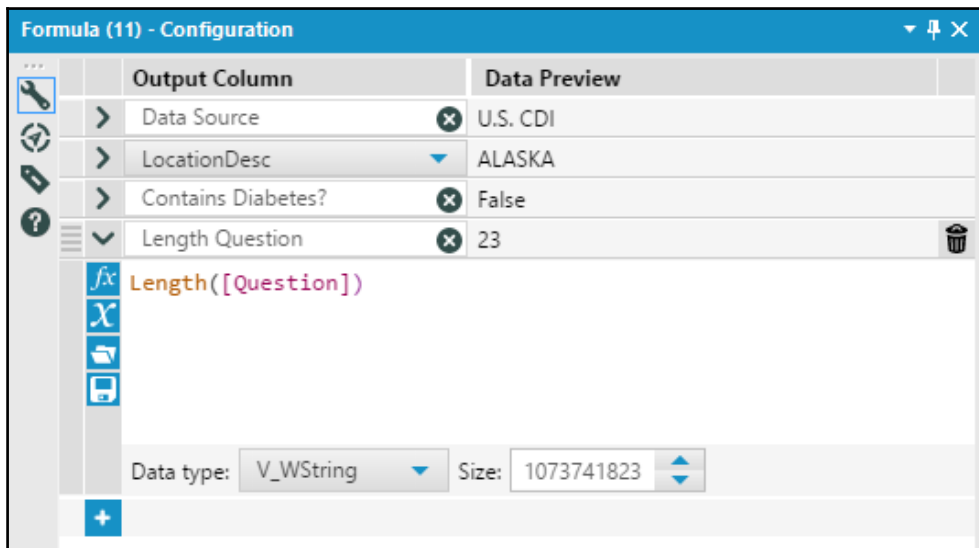 Formula (11) - Configuration
Output Column Data Preview
Data Source U.S. CDI
LocationDesc ALASKA
Contains Diabetes? False
Length Question 23
fx Length([Question])
X
Data type: V_WString Size: 1073741823